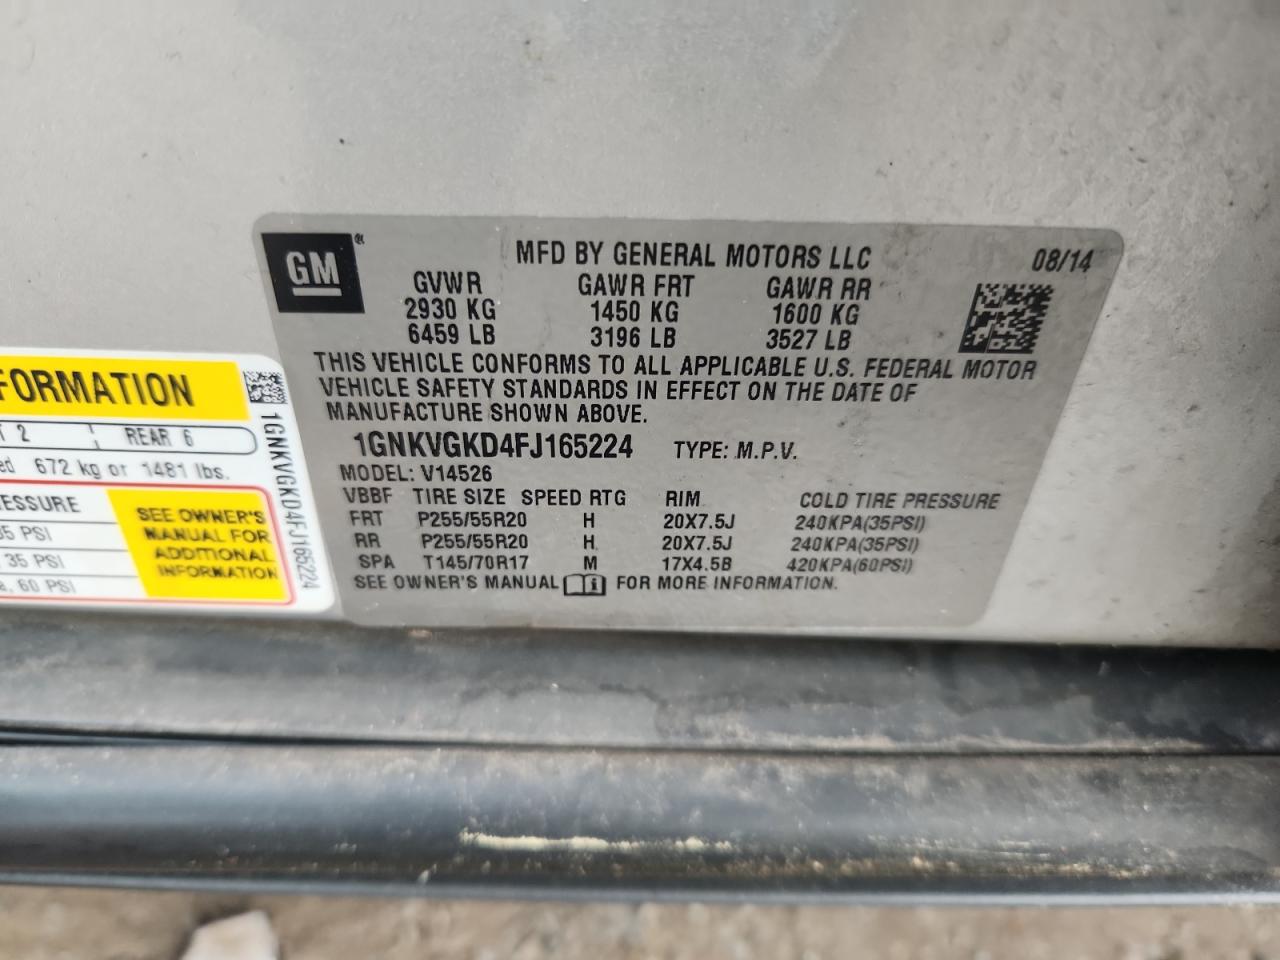 GM
MFD BY GENERAL MOTORS LLC 08/14
GVWR GAWR FRT GAWR RR
2930 KG 1450 KG 1600 KG
6459 LB 3196 LB 3527 LB
THIS VEHICLE CONFORMS TO ALL APPLICABLE U.S. FEDERAL MOTOR
VEHICLE SAFETY STANDARDS IN EFFECT ON THE DATE OF
MANUFACTURE SHOWN ABOVE.
1GNKVGKD4FJ165224 TYPE: M.P.V.
MODEL: V14526
VBBF TIRE SIZE SPEED RTG RIM COLD TIRE PRESSURE
FRT P255/55R20 H 20X7.5J 240KPA(35PSI)
RR P255/55R20 H 20X7.5J 240KPA(35PSI)
SPA T145/70R17 M 17X4.5B 420KPA(60PSI)
SEE OWNER'S MANUAL i FOR MORE INFORMATION.
FORMATION
2 REAR 6
672 kg or 1481 lbs.
ESSURE
35 PSI
35 PSI
60 PSI
SEE OWNER'S
MANUAL FOR
ADDITIONAL
INFORMATION
1GNKVGKD4FJ165224